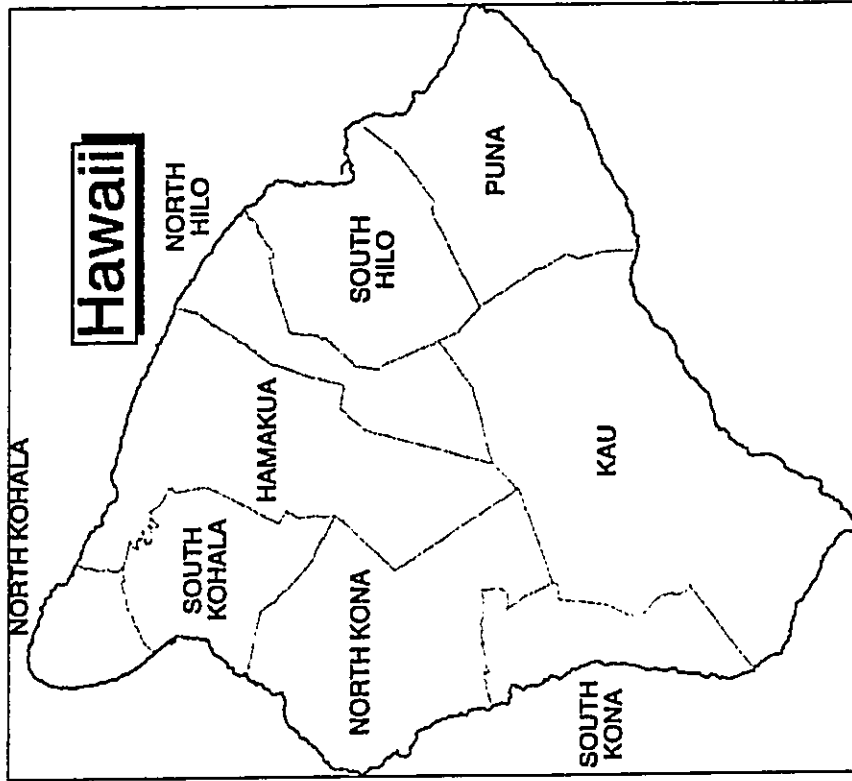 Hawaii
NORTH KOHALA
NORTH
HILO
HAMAKUA
SOUTH
KOHALA
SOUTH
HILO
PUNA
NORTH KONA
KAU
SOUTH
KONA